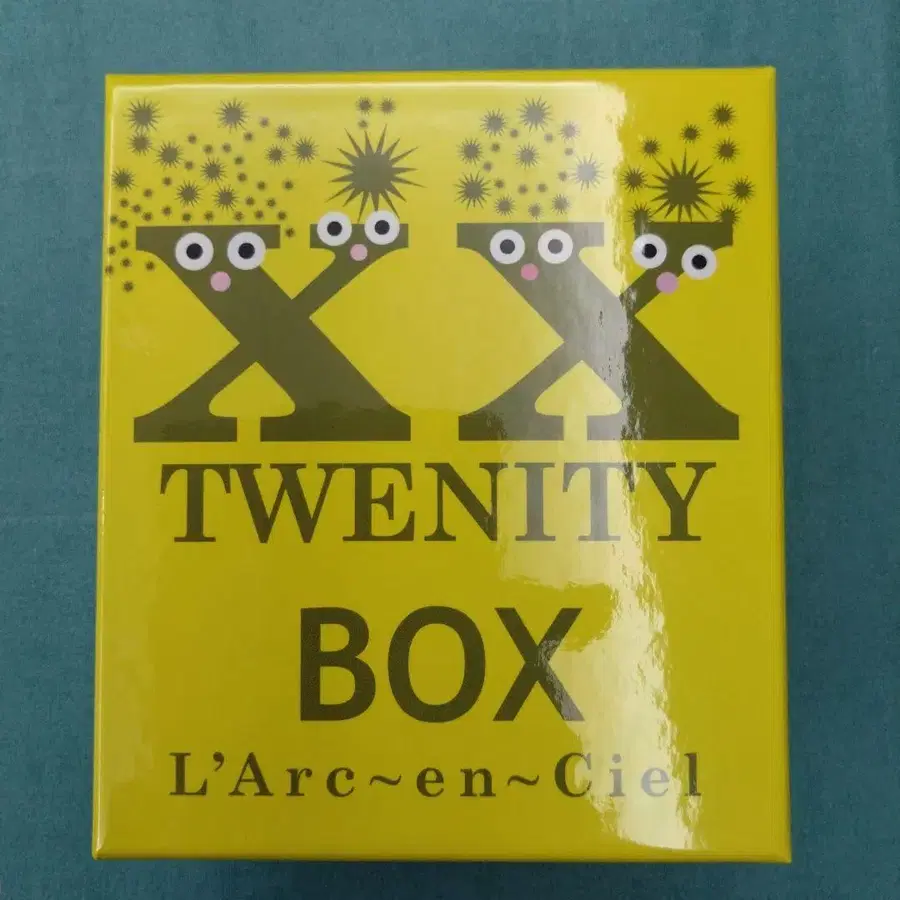 XX
TWENITY
BOX
L'Arc~en~Ciel